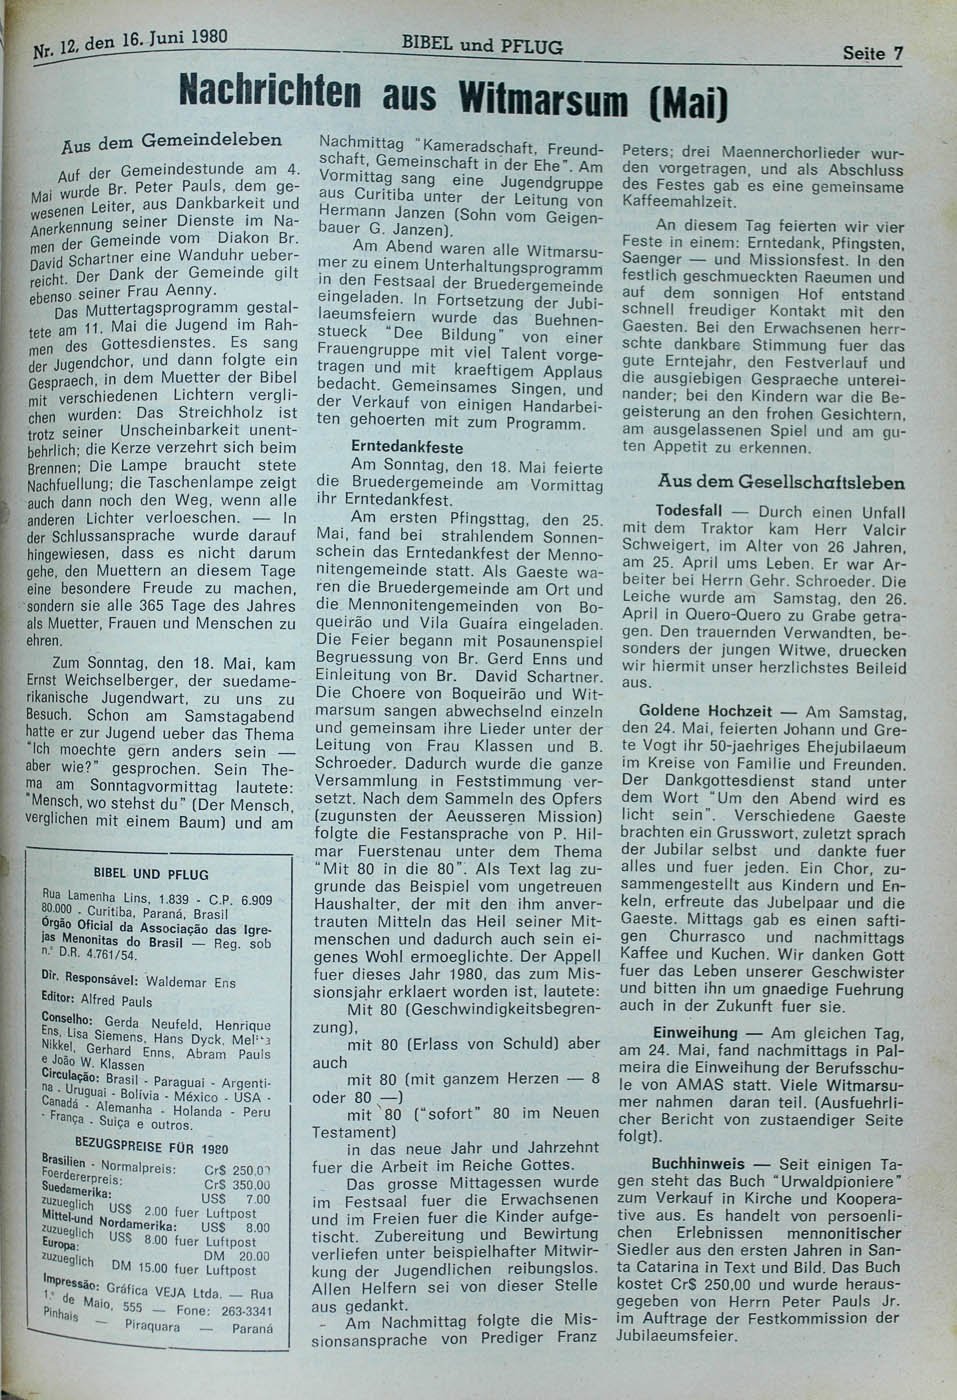 Nr. 12, den 16. Juni 1980
BIBEL und PFLUG
Seite 7
Nachrichten aus Witmarsum (Mai)
Aus dem Gemeindeleben
Auf der Gemeindestunde am 4.
Mai wurde Br. Peter Pauls, dem ge-
wesenen Leiter, aus Dankbarkeit und
Anerkennung seiner Dienste im Na-
men der Gemeinde vom Diakon Br.
David Schartner eine Wanduhr ueber-
reicht. Der Dank der Gemeinde gilt
ebenso seiner Frau Aenny.
Das Muttertagsprogramm gestal-
tete am 11. Mai die Jugend im Rah-
men des Gottesdienstes. Es sang
der Jugendchor, und dann folgte ein
Gespraech, in dem Muetter der Bibel
mit verschiedenen Lichtern vergli-
chen wurden: Das Streichholz ist
trotz seiner Unscheinbarkeit unent-
behrlich; die Kerze verzehrt sich beim
Brennen; Die Lampe braucht stete
Nachfuellung; die Taschenlampe zeigt
auch dann noch den Weg, wenn alle
anderen Lichter verloeschen. — In
der Schlussansprache wurde darauf
hingewiesen, dass es nicht darum
gehe, den Muettern an diesem Tage
eine besondere Freude zu machen,
sondern sie alle 365 Tage des Jahres
als Muetter, Frauen und Menschen zu
ehren.
Zum Sonntag, den 18. Mai, kam
Ernst Weichselberger, der suedame-
rikanische Jugendwart, zu uns zu
Besuch. Schon am Samstagabend
hatte er zur Jugend ueber das Thema
"Ich moechte gern anders sein —
aber wie?" gesprochen. Sein The-
ma am Sonntagvormittag lautete:
"Mensch, wo stehst du" (Der Mensch,
verglichen mit einem Baum) und am
BIBEL UND PFLUG
Rua Lamenha Lins, 1.839 - C.P. 6.909
80.000 - Curitiba, Paraná, Brasil
Órgão Oficial da Associação das Igre-
jas Menonitas do Brasil — Reg. sob
n.º D.R. 4.761/54.
Dir. Responsável: Waldemar Ens
Editor: Alfred Pauls
Conselho: Gerda Neufeld, Henrique
Ens, Lisa Siemens, Hans Dyck,
Nikkel, Gerhard Enns, Abram Pauls
e João W. Klassen
Circulação: Brasil - Paraguai - Argenti-
na - Uruguai - Bolívia - México - USA -
Canadá - Alemanha - Holanda - Peru
- França - Suiça e outros.
BEZUGSPREISE FÜR 1980
Brasilien - Normalpreis: Cr$ 250,00
Foerdererpreis: Cr$ 350,00
Suedamerika: US$ 7.00
zuzueglich US$ 2.00 fuer Luftpost
Mittel-und Nordamerika: US$ 8.00
zuzueglich US$ 8.00 fuer Luftpost
Europa: DM 20.00
zuzueglich DM 15.00 fuer Luftpost
Impressão: Gráfica VEJA Ltda. — Rua
1.º de Maio, 555 — Fone: 263-3341
Pinhais — Piraquara — Paraná
Nachmittag "Kameradschaft, Freund-
schaft, Gemeinschaft in der Ehe". Am
Vormittag sang eine Jugendgruppe
aus Curitiba unter der Leitung von
Hermann Janzen (Sohn vom Geigen-
bauer G. Janzen).
Am Abend waren alle Witmarsu-
mer zu einem Unterhaltungsprogramm
in den Festsaal der Bruedergemeinde
eingeladen. In Fortsetzung der Jubi-
laeumsfeiern wurde das Buehnen-
stueck "Dee Bildung" von einer
Frauengruppe mit viel Talent vorge-
tragen und mit kraeftigem Applaus
bedacht. Gemeinsames Singen, und
der Verkauf von einigen Handarbei-
ten gehoerten mit zum Programm.
Erntedankfeste
Am Sonntag, den 18. Mai feierte
die Bruedergemeinde am Vormittag
ihr Erntedankfest.
Am ersten Pfingsttag, den 25.
Mai, fand bei strahlendem Sonnen-
schein das Erntedankfest der Menno-
nitengemeinde statt. Als Gaeste wa-
ren die Bruedergemeinde am Ort und
die Mennonitengemeinden von Bo-
queirão und Vila Guaíra eingeladen.
Die Feier begann mit Posaunenspiel
Begruessung von Br. Gerd Enns und
Einleitung von Br. David Schartner.
Die Choere von Boqueirão und Wit-
marsum sangen abwechselnd einzeln
und gemeinsam ihre Lieder unter der
Leitung von Frau Klassen und B.
Schroeder. Dadurch wurde die ganze
Versammlung in Feststimmung ver-
setzt. Nach dem Sammeln des Opfers
(zugunsten der Aeusseren Mission)
folgte die Festansprache von P. Hil-
mar Fuerstenau unter dem Thema
"Mit 80 in die 80". Als Text lag zu-
grunde das Beispiel vom ungetreuen
Haushalter, der mit den ihm anver-
trauten Mitteln das Heil seiner Mit-
menschen und dadurch auch sein ei-
genes Wohl ermoeglichte. Der Appell
fuer dieses Jahr 1980, das zum Mis-
sionsjahr erklaert worden ist, lautete:
Mit 80 (Geschwindigkeitsbegren-
zung),
mit 80 (Erlass von Schuld) aber
auch
mit 80 (mit ganzem Herzen — 8
oder 80 —)
mit 80 ("sofort" 80 im Neuen
Testament)
in das neue Jahr und Jahrzehnt
fuer die Arbeit im Reiche Gottes.
Das grosse Mittagessen wurde
im Festsaal fuer die Erwachsenen
und im Freien fuer die Kinder aufge-
tischt. Zubereitung und Bewirtung
verliefen unter beispielhafter Mitwir-
kung der Jugendlichen reibungslos.
Allen Helfern sei von dieser Stelle
aus gedankt.
- Am Nachmittag folgte die Mis-
sionsansprache von Prediger Franz
Peters; drei Maennerchorlieder wur-
den vorgetragen, und als Abschluss
des Festes gab es eine gemeinsame
Kaffeemahlzeit.
An diesem Tag feierten wir vier
Feste in einem: Erntedank, Pfingsten,
Saenger — und Missionsfest. In den
festlich geschmueckten Raeumen und
auf dem sonnigen Hof entstand
schnell freudiger Kontakt mit den
Gaesten. Bei den Erwachsenen herr-
schte dankbare Stimmung fuer das
gute Erntejahr, den Festverlauf und
die ausgiebigen Gespraeche unterei-
nander; bei den Kindern war die Be-
geisterung an den frohen Gesichtern,
am ausgelassenen Spiel und am gu-
ten Appetit zu erkennen.
Aus dem Gesellschaftsleben
Todesfall — Durch einen Unfall
mit dem Traktor kam Herr Valcir
Schweigert, im Alter von 26 Jahren,
am 25. April ums Leben. Er war Ar-
beiter bei Herrn Gehr. Schroeder. Die
Leiche wurde am Samstag, den 26.
April in Quero-Quero zu Grabe getra-
gen. Den trauernden Verwandten, be-
sonders der jungen Witwe, druecken
wir hiermit unser herzlichstes Beileid
aus.
Goldene Hochzeit — Am Samstag,
den 24. Mai, feierten Johann und Gre-
te Vogt ihr 50-jaehriges Ehejubilaeum
im Kreise von Familie und Freunden.
Der Dankgottesdienst stand unter
dem Wort "Um den Abend wird es
licht sein". Verschiedene Gaeste
brachten ein Grusswort, zuletzt sprach
der Jubilar selbst und dankte fuer
alles und fuer jeden. Ein Chor, zu-
sammengestellt aus Kindern und En-
keln, erfreute das Jubelpaar und die
Gaeste. Mittags gab es einen safti-
gen Churrasco und nachmittags
Kaffee und Kuchen. Wir danken Gott
fuer das Leben unserer Geschwister
und bitten ihn um gnaedige Fuehrung
auch in der Zukunft fuer sie.
Einweihung — Am gleichen Tag,
am 24. Mai, fand nachmittags in Pal-
meira die Einweihung der Berufsschu-
le von AMAS statt. Viele Witmarsu-
mer nahmen daran teil. (Ausfuehrli-
cher Bericht von zustaendiger Seite
folgt).
Buchhinweis — Seit einigen Ta-
gen steht das Buch "Urwaldpioniere"
zum Verkauf in Kirche und Koopera-
tive aus. Es handelt von persoenli-
chen Erlebnissen mennonitischer
Siedler aus den ersten Jahren in San-
ta Catarina in Text und Bild. Das Buch
kostet Cr$ 250,00 und wurde heraus-
gegeben von Herrn Peter Pauls Jr.
im Auftrage der Festkommission der
Jubilaeumsfeier.